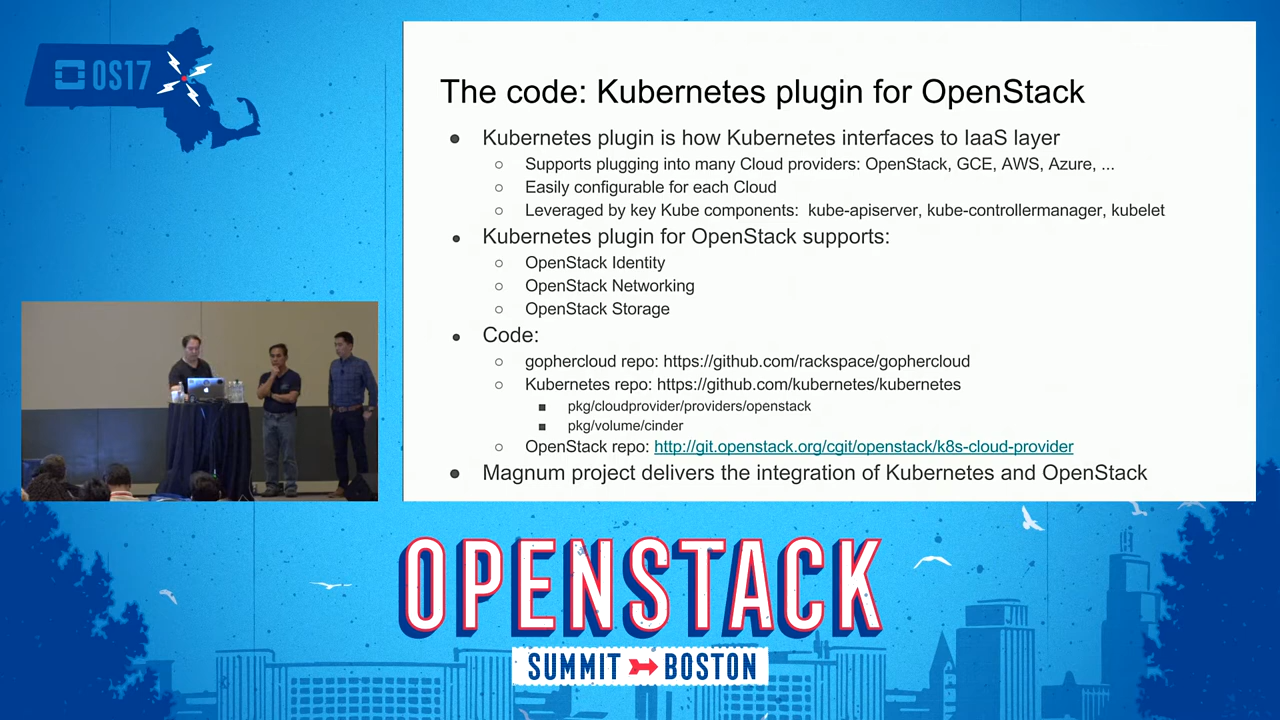 OS17
The code: Kubernetes plugin for OpenStack
● Kubernetes plugin is how Kubernetes interfaces to IaaS layer
○ Supports plugging into many Cloud providers: OpenStack, GCE, AWS, Azure, ...
○ Easily configurable for each Cloud
○ Leveraged by key Kube components: kube-apiserver, kube-controllermanager, kubelet
● Kubernetes plugin for OpenStack supports:
○ OpenStack Identity
○ OpenStack Networking
○ OpenStack Storage
● Code:
○ gophercloud repo: https://github.com/rackspace/gophercloud
○ Kubernetes repo: https://github.com/kubernetes/kubernetes
■ pkg/cloudprovider/providers/openstack
■ pkg/volume/cinder
○ OpenStack repo: http://git.openstack.org/cgit/openstack/k8s-cloud-provider
● Magnum project delivers the integration of Kubernetes and OpenStack
OPENSTACK
SUMMIT BOSTON